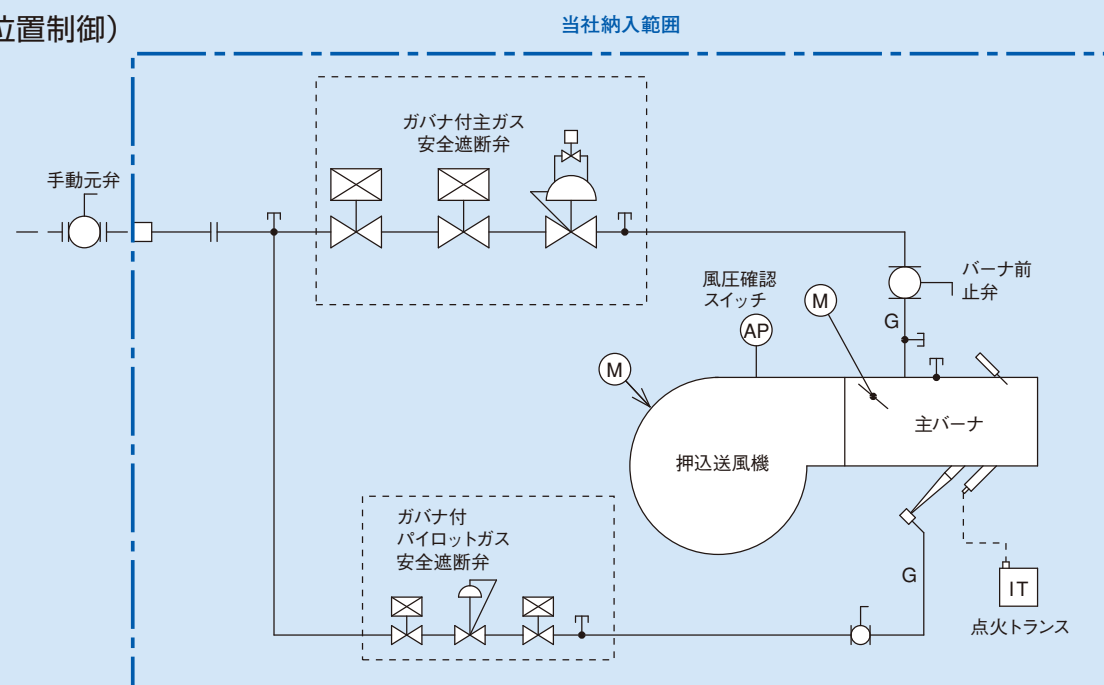 位置制御）
当社納入範囲
ガバナ付主ガス
安全遮断弁
手動元弁
風圧確認
スイッチ
バーナ前
止弁
M
G
AP
M
主バーナ
押込送風機
ガバナ付
パイロットガス
安全遮断弁
G
IT
点火トランス